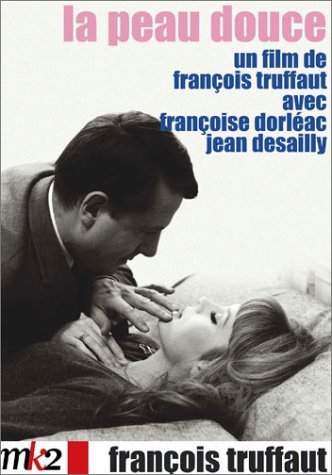 la peau douce
un film de
françois truffaut
avec
françoise dorléac
jean desailly
mk2
françois truffaut